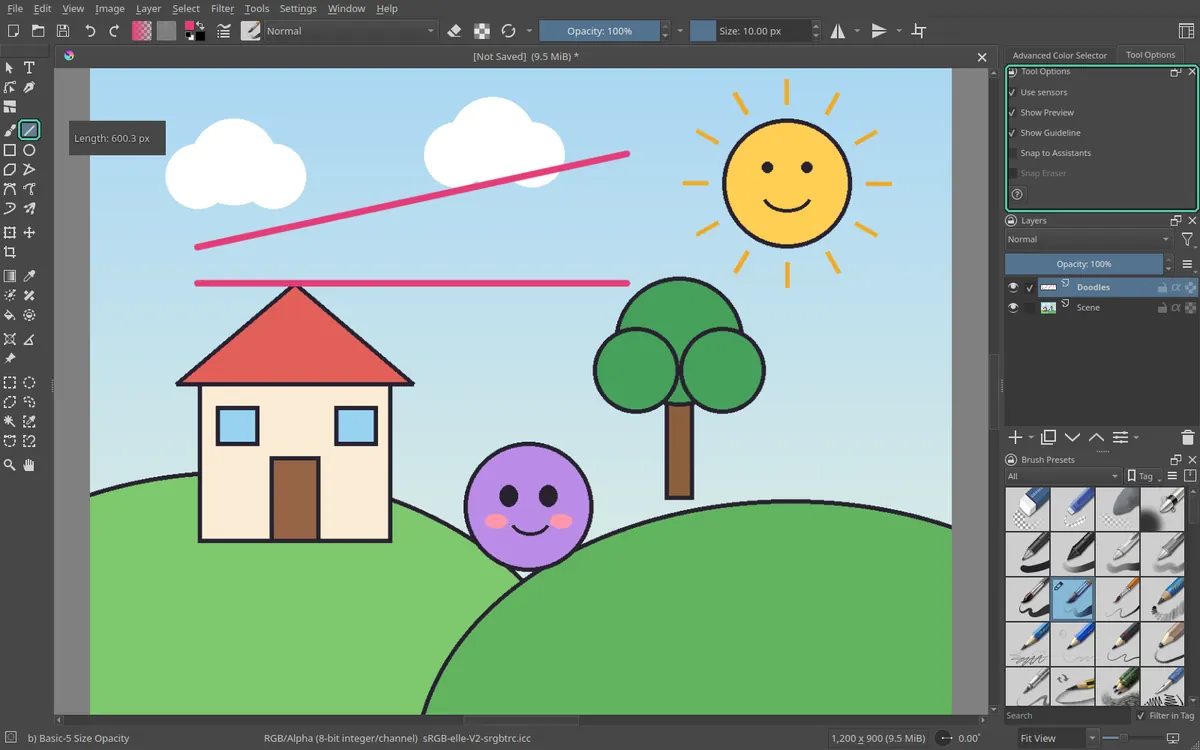 File Edit View Image Layer Select Filter Tools Settings Window Help
Normal
Opacity: 100%
Size: 10.00 px
[Not Saved] (9.5 MiB) *
Advanced Color Selector
Tool Options
Tool Options
Use sensors
Show Preview
Show Guideline
Snap to Assistants
Snap Eraser
Length: 600.3 px
Layers
Normal
Opacity: 100%
Doodles
Scene
Brush Presets
All
Tag
Search
Filter in Tag
b) Basic-5 Size Opacity
RGB/Alpha (8-bit integer/channel) sRGB-elle-V2-srgbtrc.icc
1,200 x 900 (9.5 MiB)
0.00°
Fit View